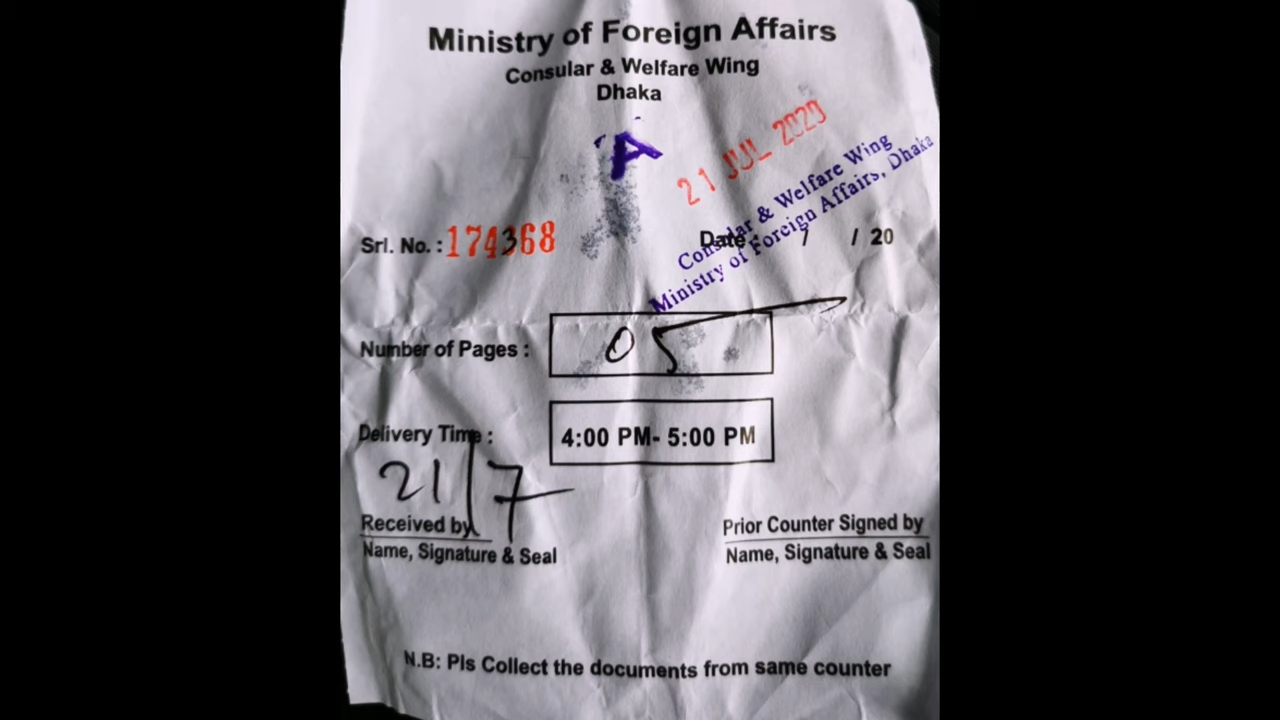 Ministry of Foreign Affairs
Consular & Welfare Wing
Dhaka
A
21 JUL 2020
Consular & Welfare Wing
Ministry of Foreign Affairs, Dhaka
Srl. No. : 174368
Date : / / 20
Number of Pages : 05
Delivery Time : 4:00 PM- 5:00 PM
21/7
Received by
Name, Signature & Seal
Prior Counter Signed by
Name, Signature & Seal
N.B: Pls Collect the documents from same counter